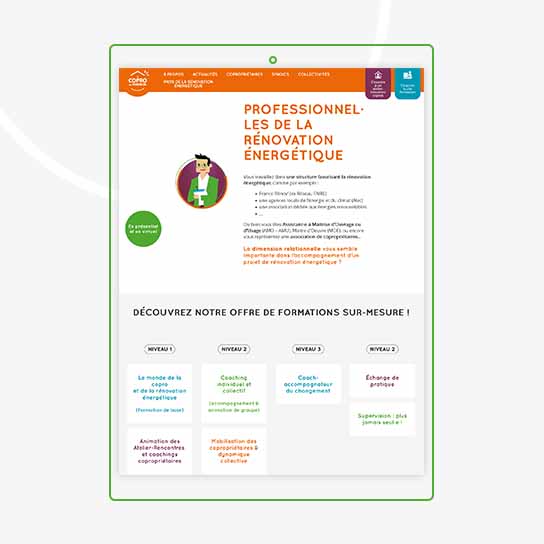 COPRO
À PROPOS
ACTUALITÉS
COPROPRIÉTAIRES
SYNDICS
COLLECTIVITÉS
PROS DE LA RÉNOVATION
ÉNERGÉTIQUE
PROFESSIONNEL·
LES DE LA
RÉNOVATION
ÉNERGÉTIQUE
Vous travaillez dans une structure favorisant la rénovation
énergétique, comme par exemple :
une agence locale de l'énergie et du climat (Alec)
une association dédiée aux énergies renouvelables
...
Ou bien vous êtes Assistance à Maîtrise d'Ouvrage ou
d'Usage (AMO – AMU), Maître d'Oeuvre (MOE), ou encore
vous représentez une association de copropriétaires...
La dimension relationnelle vous semble
importante dans l'accompagnement d'un
projet de rénovation énergétique ?
En présentiel
et en virtuel
DÉCOUVREZ NOTRE OFFRE DE FORMATIONS SUR-MESURE !
NIVEAU 1
NIVEAU 2
NIVEAU 3
NIVEAU 2
Le monde de la
copro
et de la rénovation
énergétique
(Formation de base)
Coaching
individuel et
collectif
(accompagnement &
animation de groupe)
Coach-
accompagnateur
du changement
Échange de
pratique
Supervision : plus
jamais seul·e !
Animation des
Atelier-Rencontres
et coachings
copropriétaires
Mobilisation des
copropriétaires &
dynamique
collective